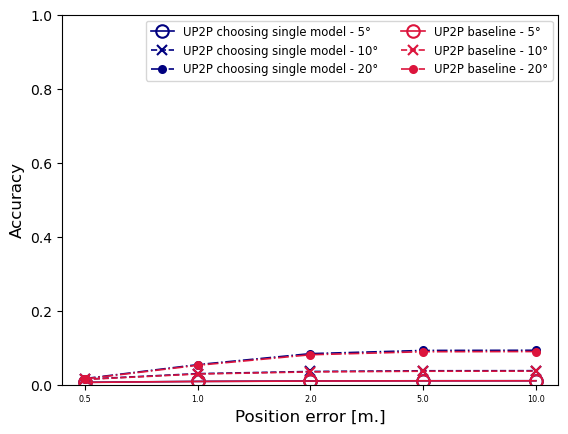 1.0
0.8
0.6
0.4
0.2
0.0
Accuracy
UP2P choosing single model - 5°
UP2P choosing single model - 10°
UP2P choosing single model - 20°
UP2P baseline - 5°
UP2P baseline - 10°
UP2P baseline - 20°
0.5 1.0 2.0 5.0 10.0
Position error [m.]